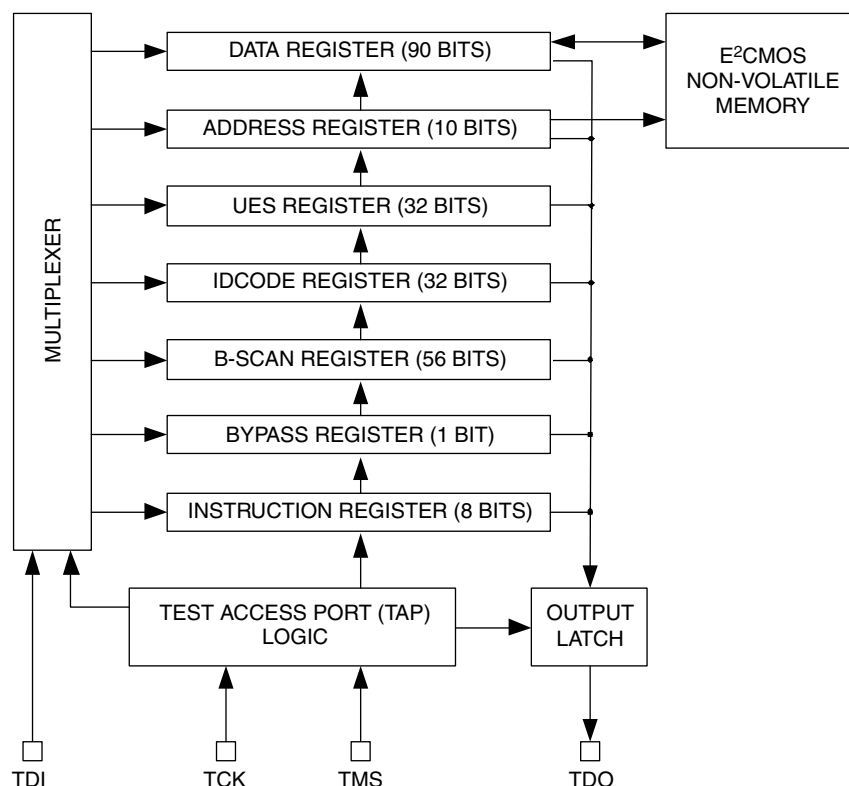 DATA REGISTER (90 BITS)
E²CMOS
NON-VOLATILE
MEMORY
ADDRESS REGISTER (10 BITS)
UES REGISTER (32 BITS)
MULTIPLEXER
IDCODE REGISTER (32 BITS)
B-SCAN REGISTER (56 BITS)
BYPASS REGISTER (1 BIT)
INSTRUCTION REGISTER (8 BITS)
TEST ACCESS PORT (TAP)
LOGIC
OUTPUT
LATCH
TDI
TCK
TMS
TDO